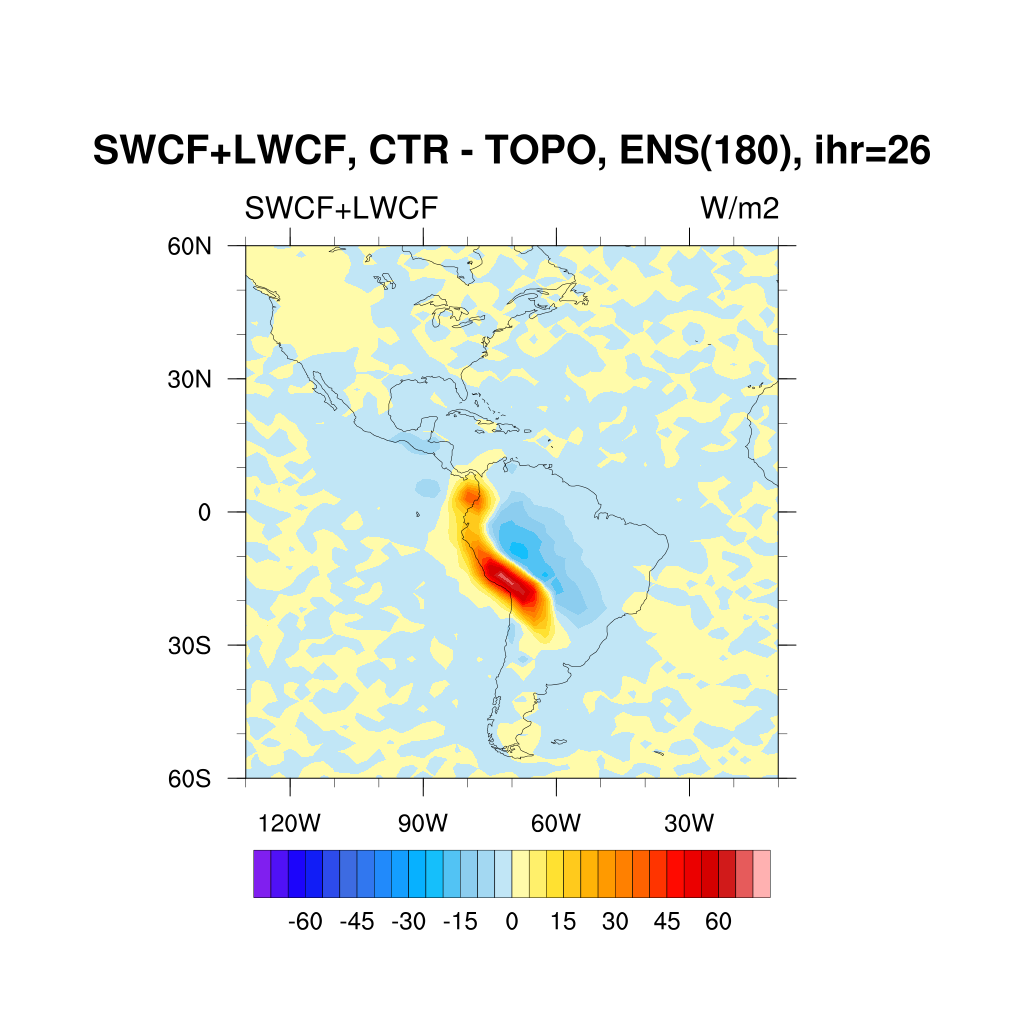 SWCF+LWCF, CTR - TOPO, ENS(180), ihr=26
SWCF+LWCF W/m2
60N
30N
0
30S
60S
120W 90W 60W 30W
-60 -45 -30 -15 0 15 30 45 60